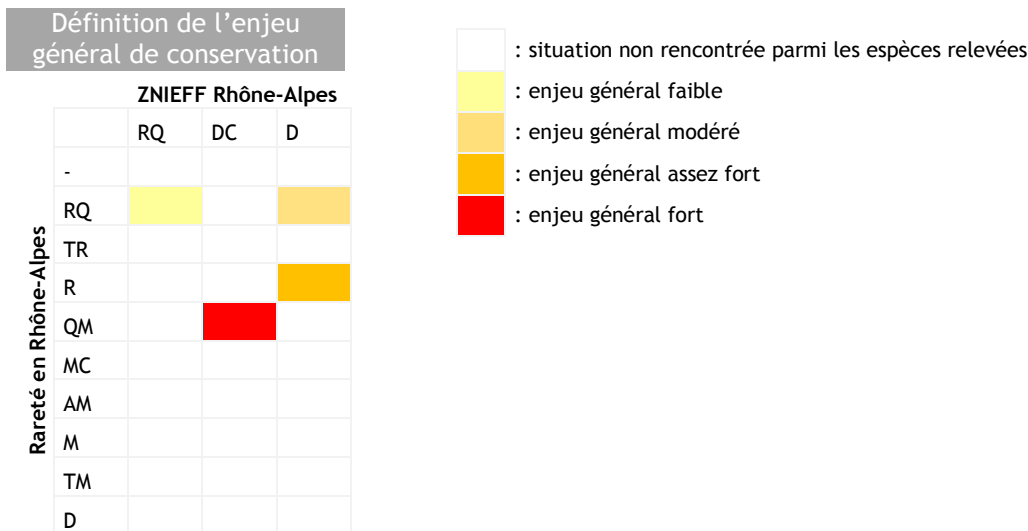 Définition de l’enjeu
général de conservation
ZNIEFF Rhône-Alpes
RQ DC D
Rareté en Rhône-Alpes
-
RQ
TR
R
QM
MC
AM
M
TM
D
: situation non rencontrée parmi les espèces relevées
: enjeu général faible
: enjeu général modéré
: enjeu général assez fort
: enjeu général fort